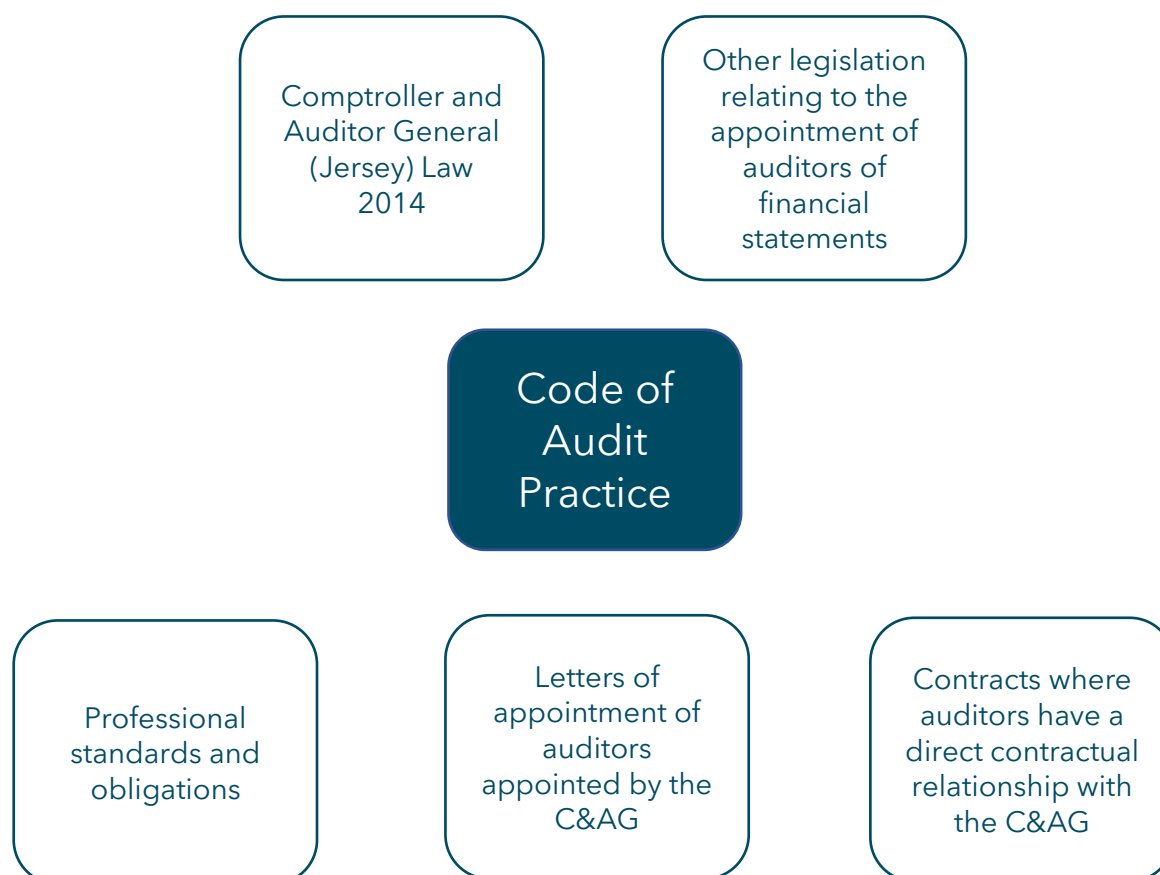 Comptroller and
Auditor General
(Jersey) Law
2014
Other legislation
relating to the
appointment of
auditors of
financial
statements
Code of
Audit
Practice
Professional
standards and
obligations
Letters of
appointment of
auditors
appointed by the
C&AG
Contracts where
auditors have a
direct contractual
relationship with
the C&AG